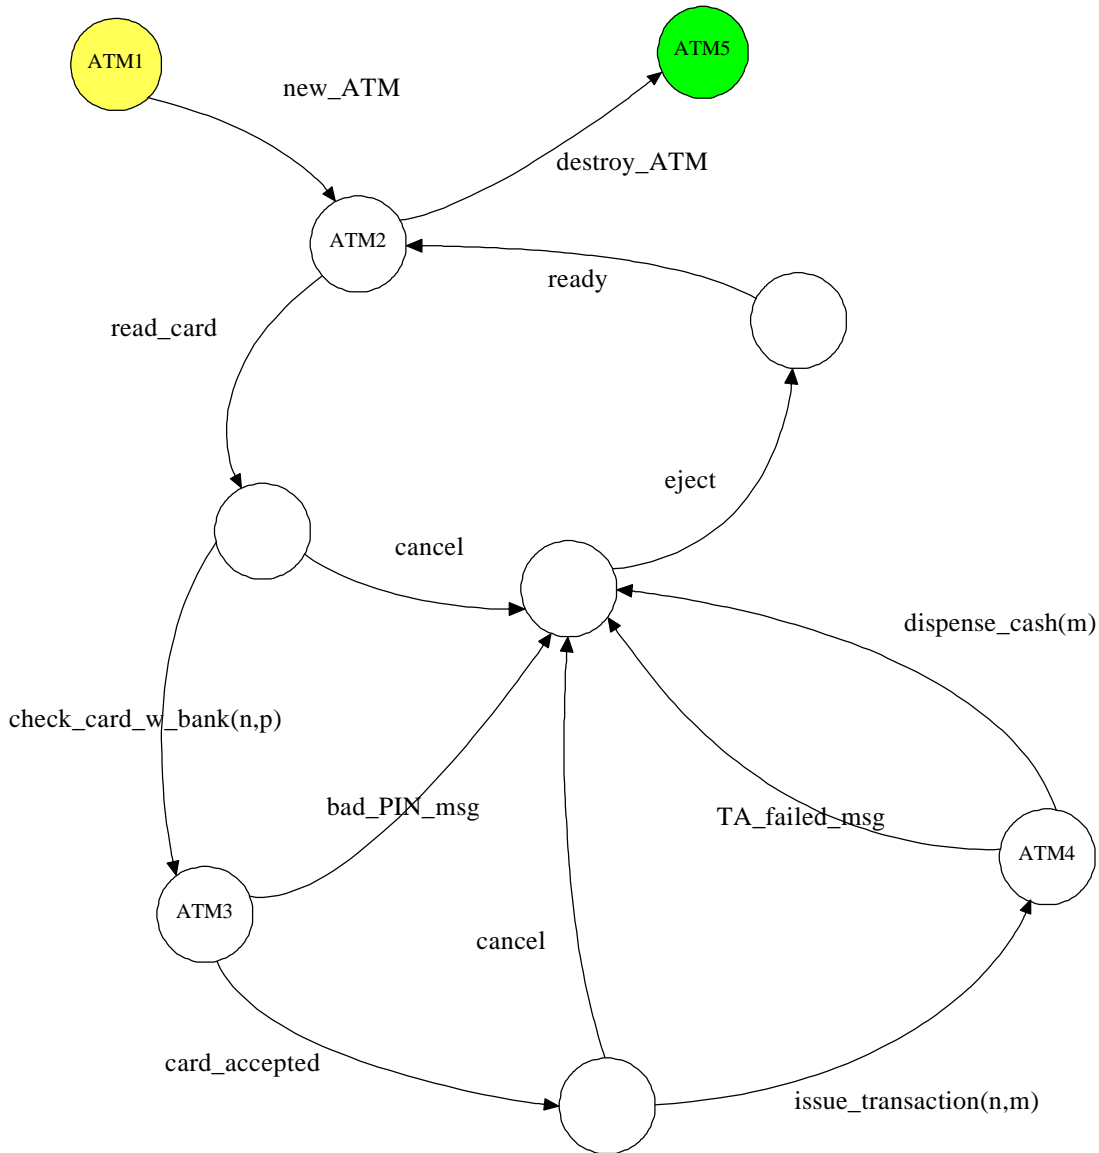 ATM1
ATM5
new_ATM
destroy_ATM
ATM2
ready
read_card
eject
cancel
dispense_cash(m)
check_card_w_bank(n,p)
bad_PIN_msg
TA_failed_msg
ATM4
ATM3
cancel
card_accepted
issue_transaction(n,m)